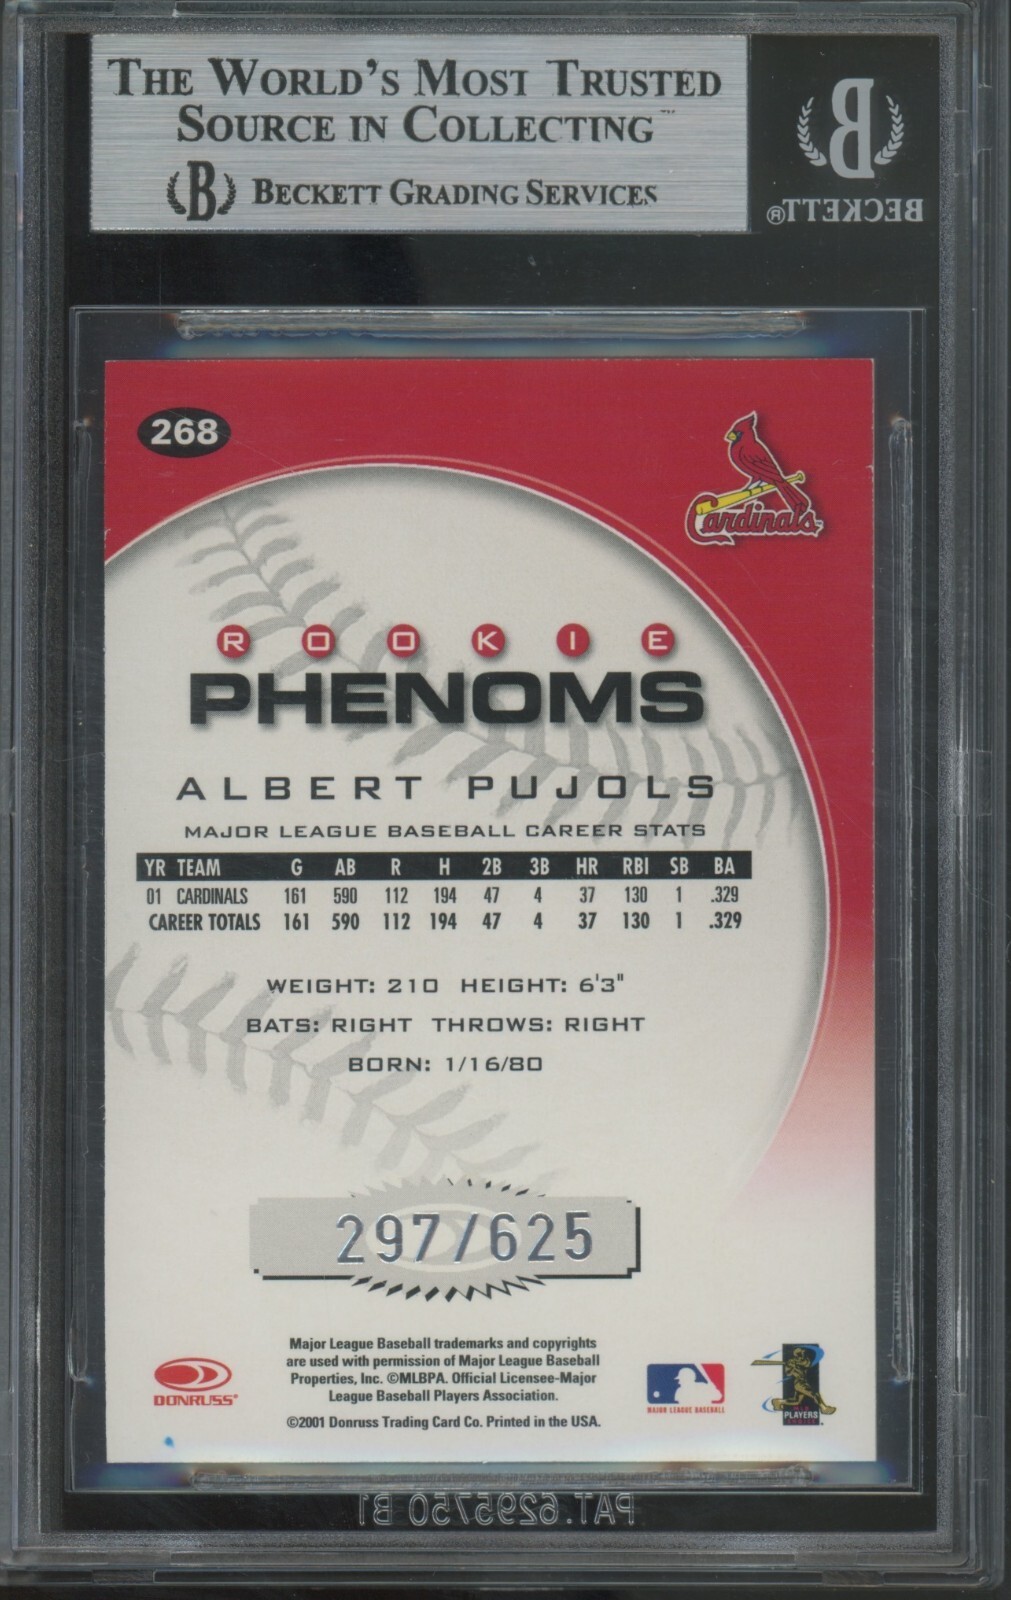 THE WORLD'S MOST TRUSTED
SOURCE IN COLLECTING™
B BECKETT GRADING SERVICES
B
BECKETT®
268
Cardinals
ROOKIE
PHENOMS
ALBERT PUJOLS
MAJOR LEAGUE BASEBALL CAREER STATS
YR TEAM G AB R H 2B 3B HR RBI SB BA
01 CARDINALS 161 590 112 194 47 4 37 130 1 .329
CAREER TOTALS 161 590 112 194 47 4 37 130 1 .329
WEIGHT: 210 HEIGHT: 6'3"
BATS: RIGHT THROWS: RIGHT
BORN: 1/16/80
297/625
Major League Baseball trademarks and copyrights
are used with permission of Major League Baseball
Properties, Inc. ©MLBPA. Official Licensee-Major
League Baseball Players Association.
©2001 Donruss Trading Card Co. Printed in the USA.
DONRUSS®
MAJOR LEAGUE BASEBALL
PLAYERS
PAT.6295750 B1